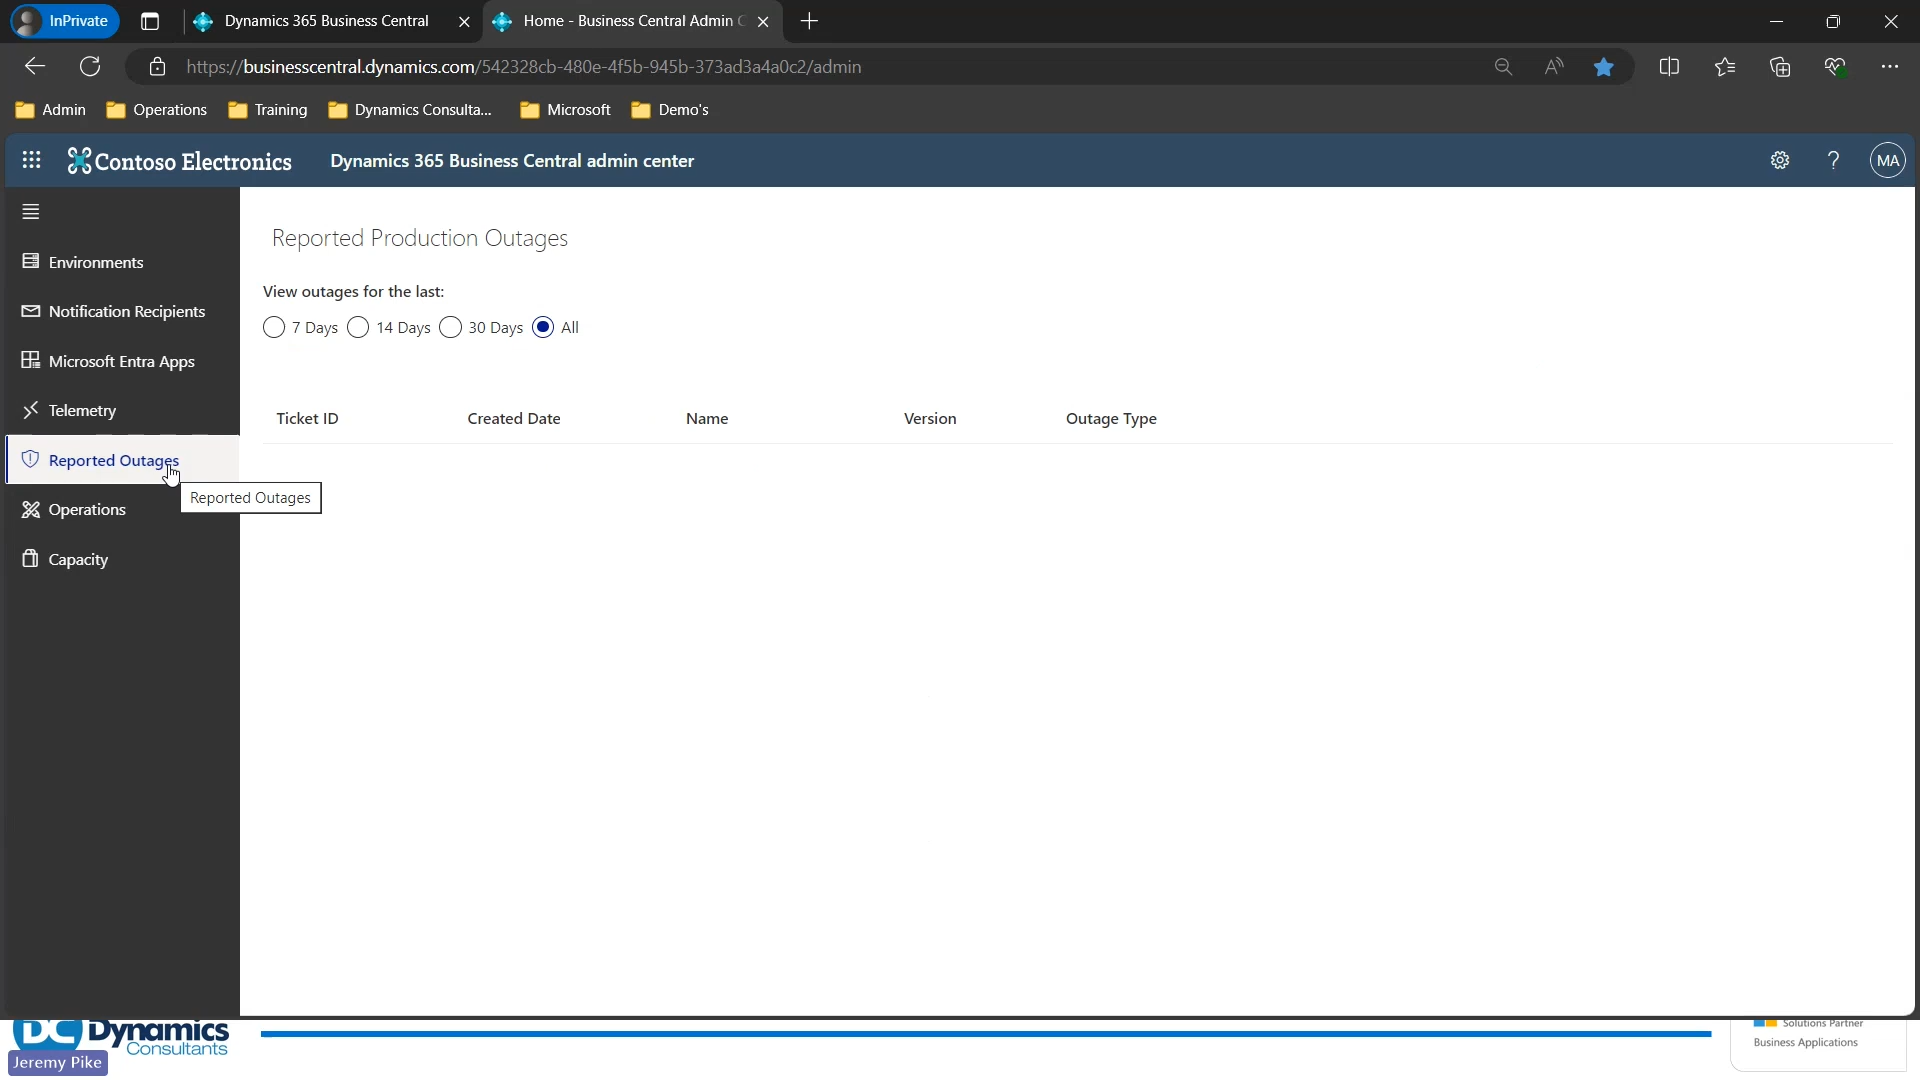 InPrivate
Dynamics 365 Business Central
Home - Business Central Admin C
https://businesscentral.dynamics.com/542328cb-480e-4f5b-945b-373ad3a4a0c2/admin
Admin
Operations
Training
Dynamics Consulta...
Microsoft
Demo's
Contoso Electronics
Dynamics 365 Business Central admin center
MA
Environments
Notification Recipients
Microsoft Entra Apps
Telemetry
Reported Outages
Operations
Capacity
Reported Outages
Reported Production Outages
View outages for the last:
7 Days 14 Days 30 Days All
Ticket ID Created Date Name Version Outage Type
DC Dynamics
Consultants
Jeremy Pike
Solutions Partner
Business Applications